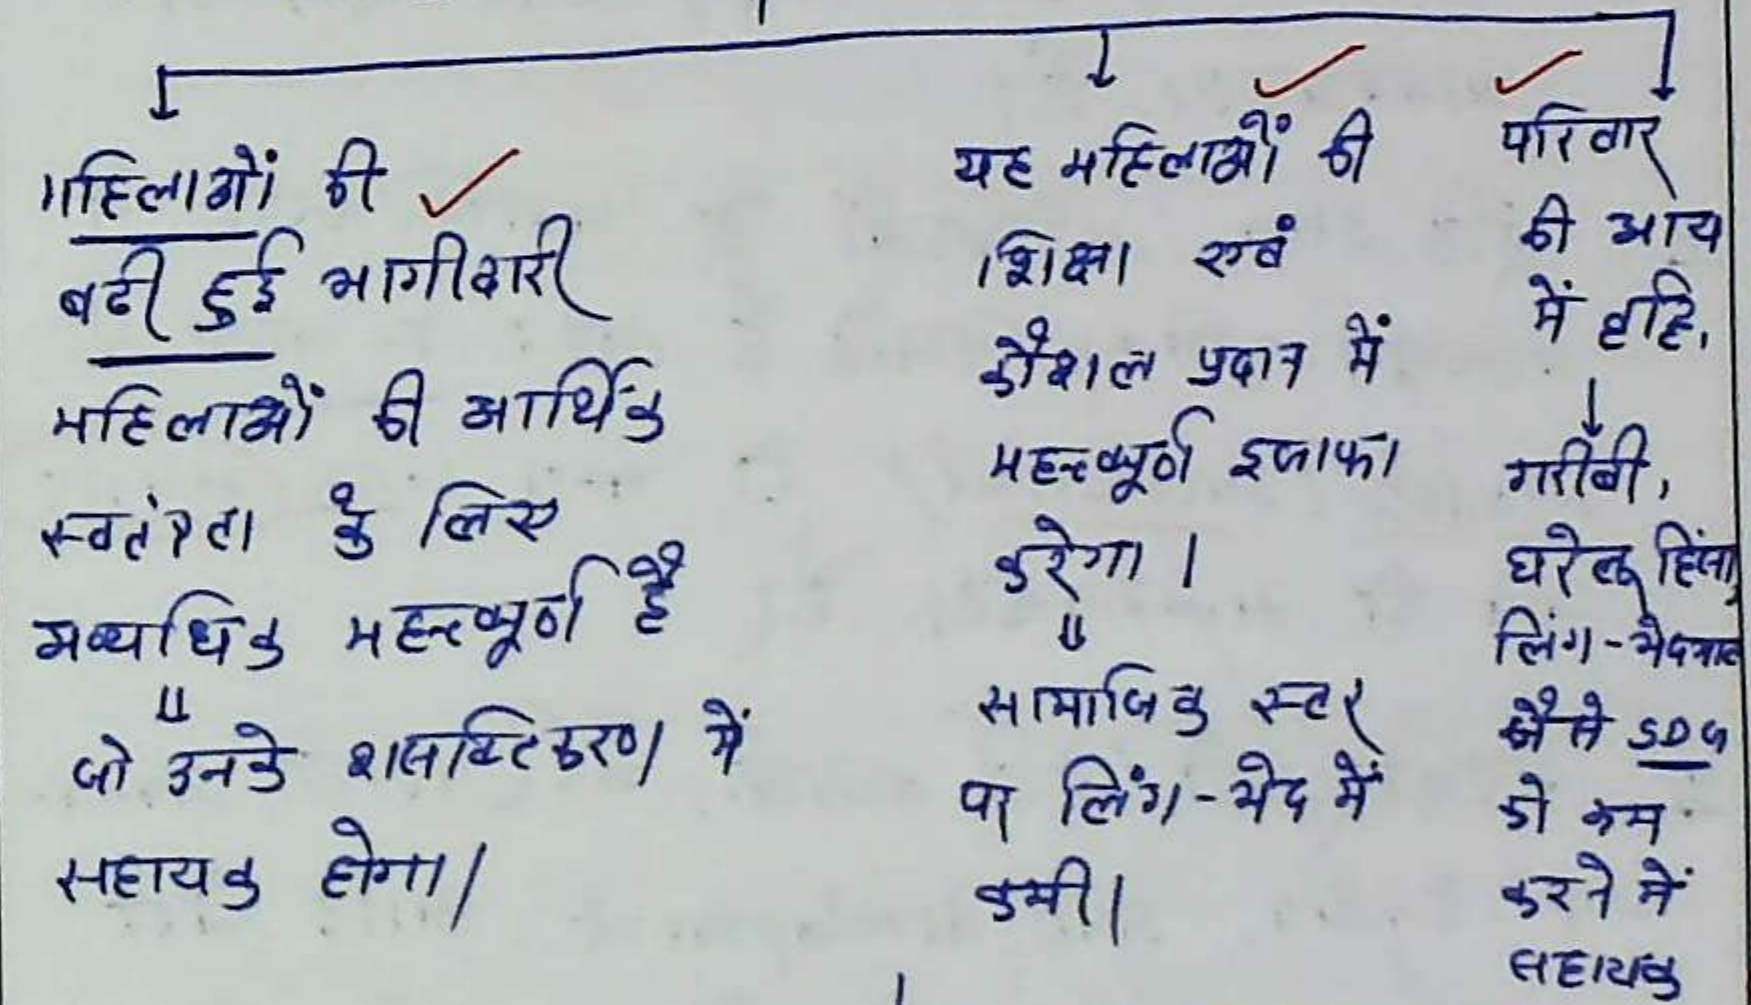 महिलाओं की
बढी हुई भागीदारी
महिलाओं की आर्थिक
स्वतंत्रता के लिए
अत्यधिक महत्वपूर्ण है
जो उनके शसक्तिकरण में
सहायक होगा।
यह महिलाओं की
शिक्षा एवं
कौशल प्रदान में
महत्वपूर्ण इजाफा
करेगा।
सामाजिक स्तर
पर लिंग-भेद में
कमी।
परिवार
की आय
में वृद्धि,
गरीबी,
घरेलू हिंसा,
लिंग-भेदभाव
जैसे SDG
को कम
करने में
सहायक